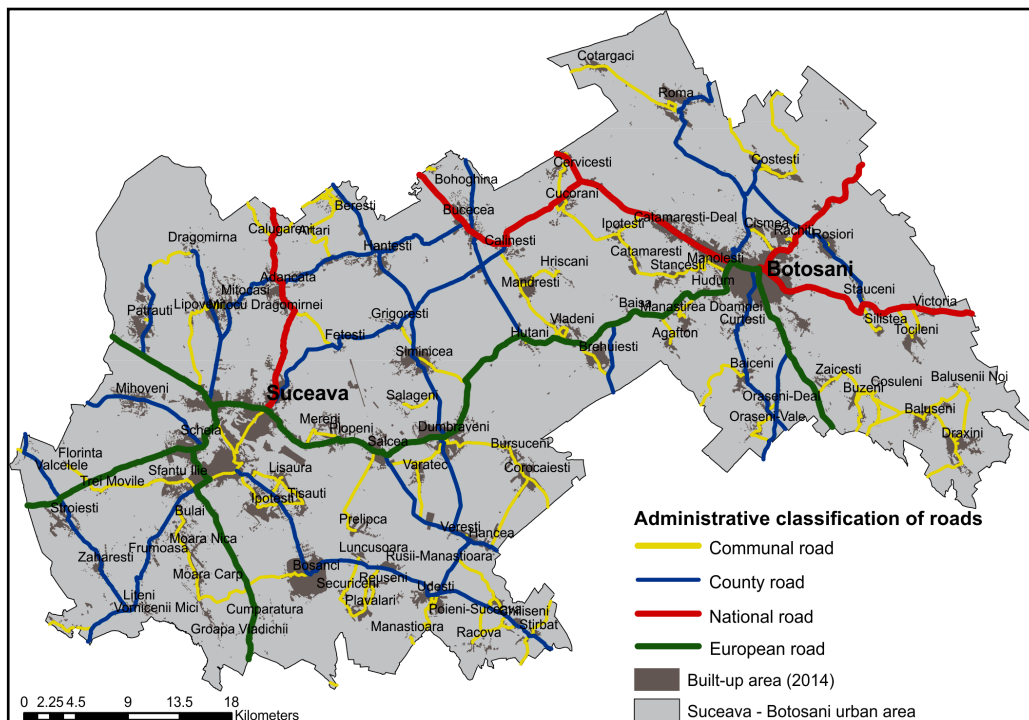 Cotargaci
Roma
Costesti
Cervicesti
Bohoghina
Cucorani
Beresti
Bucecea
Ipotesti
Catamaresti-Deal
Cismea
Calugareni
Artari
Rachiti
Rosiori
Dragomirna
Hantesti
Calinesti
Catamaresti
Hriscani
Stancesti
Manolesti
Botosani
Adancata
Mitocasi
Hudum
Mandresti
Stauceni
Patrauti
Lipoveni
Mitocu
Dragomirnei
Baisa
Manastirea Doamnei
Victoria
Grigoresti
Vladeni
Curtesti
Silistea
Fetesti
Hutani
Agafton
Tocileni
Siminicea
Brehuiesti
Baiceni
Zaicesti
Cosuleni
Balusenii Noi
Mihoveni
Suceava
Salageni
Oraseni-Deal
Buzeni
Oraseni-Vale
Baluseni
Mereni
Plopeni
Dumbraveni
Scheia
Salcea
Bursuceni
Draxini
Florinta
Valcelele
Sfantu Ilie
Lisaura
Varatec
Corocaiesti
Trei Movile
Tisauti
Ipotesti
Stroiesti
Bulai
Prelipca
Veresti
Hancea
Moara Nica
Frumoasa
Zaharesti
Luncusoara
Rusii-Manastioara
Bosanci
Moara Carp
Securiceni
Reuseni
Udesti
Liteni
Vornicenii Mici
Plavalari
Cumparatura
Poieni-Suceava
Groapa Vladichii
Manastioara
Racova
Stirbat
Administrative classification of roads
Communal road
County road
National road
European road
Built-up area (2014)
Suceava - Botosani urban area
0 2.25 4.5 9 13.5 18
Kilometers